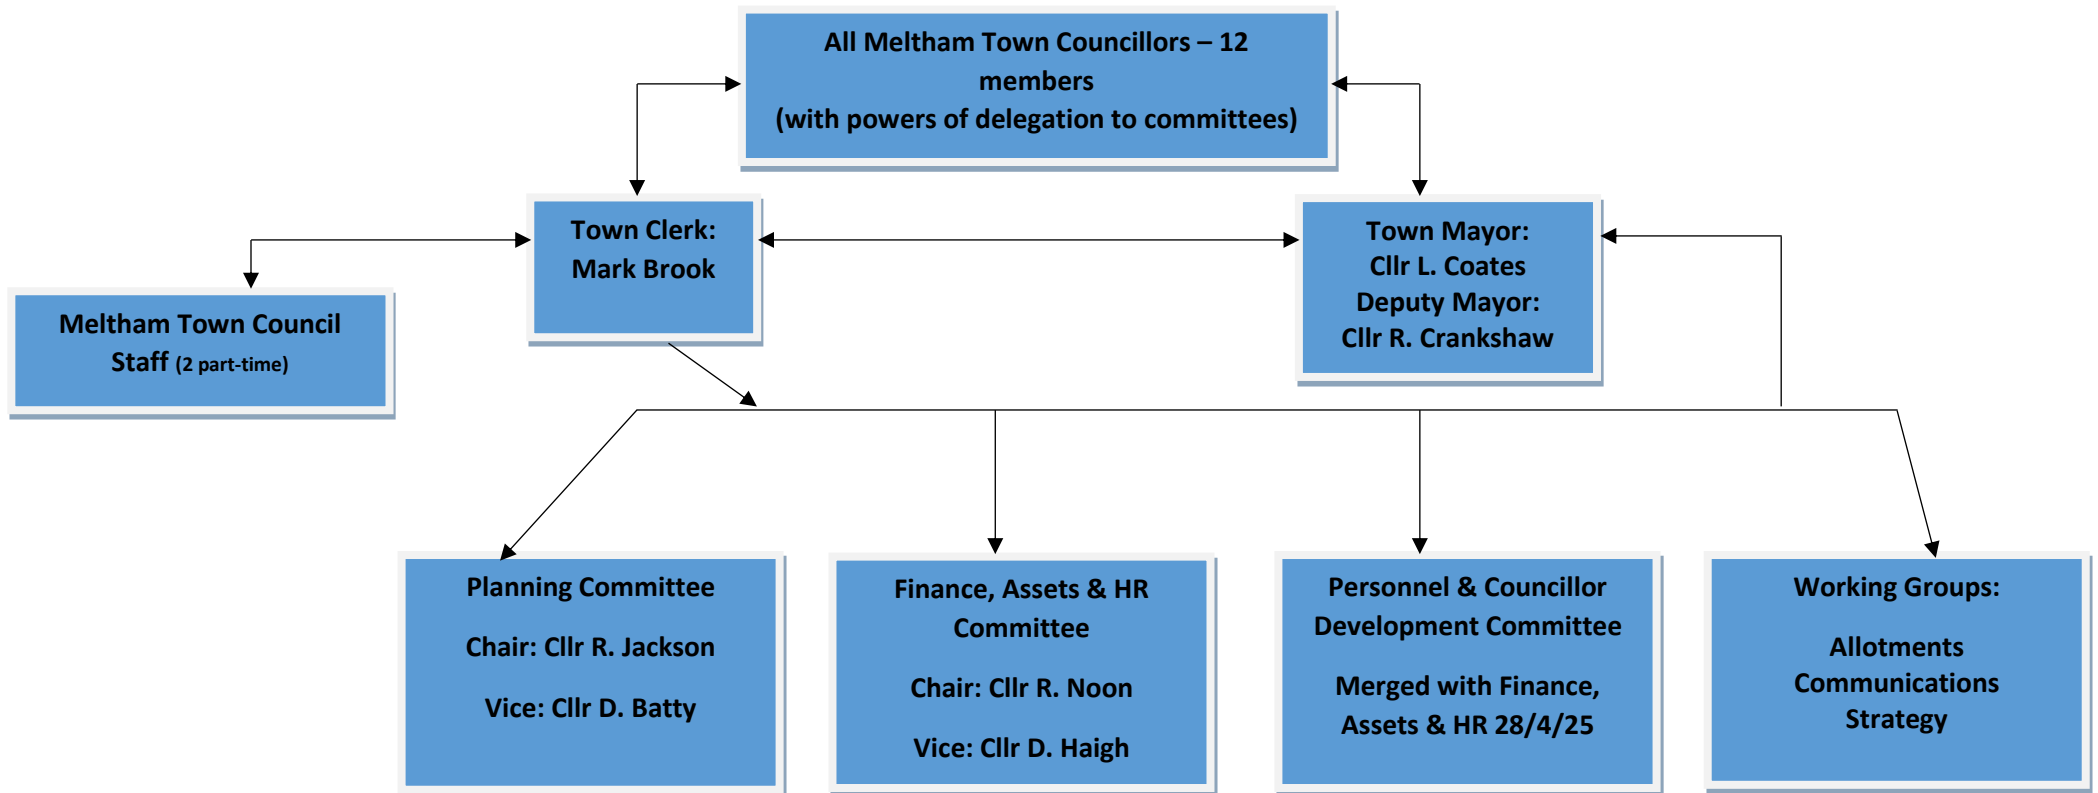 All Meltham Town Councillors – 12
members
(with powers of delegation to committees)
Town Clerk:
Mark Brook
Town Mayor:
Cllr L. Coates
Deputy Mayor:
Cllr R. Crankshaw
Meltham Town Council
Staff (2 part-time)
Planning Committee
Chair: Cllr R. Jackson
Vice: Cllr D. Batty
Finance, Assets & HR
Committee
Chair: Cllr R. Noon
Vice: Cllr D. Haigh
Personnel & Councillor
Development Committee
Merged with Finance,
Assets & HR 28/4/25
Working Groups:
Allotments
Communications
Strategy